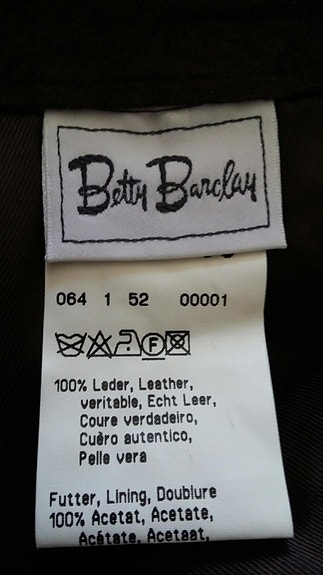 Betty Barclay
064 1 52 00001
F
100% Leder, Leather,
veritable, Echt Leer,
Coure verdadeiro,
Cuêro autentico,
Pelle vera
Futter, Lining, Doublure
100% Acetat, Acetate,
Acétate, Acetaat,